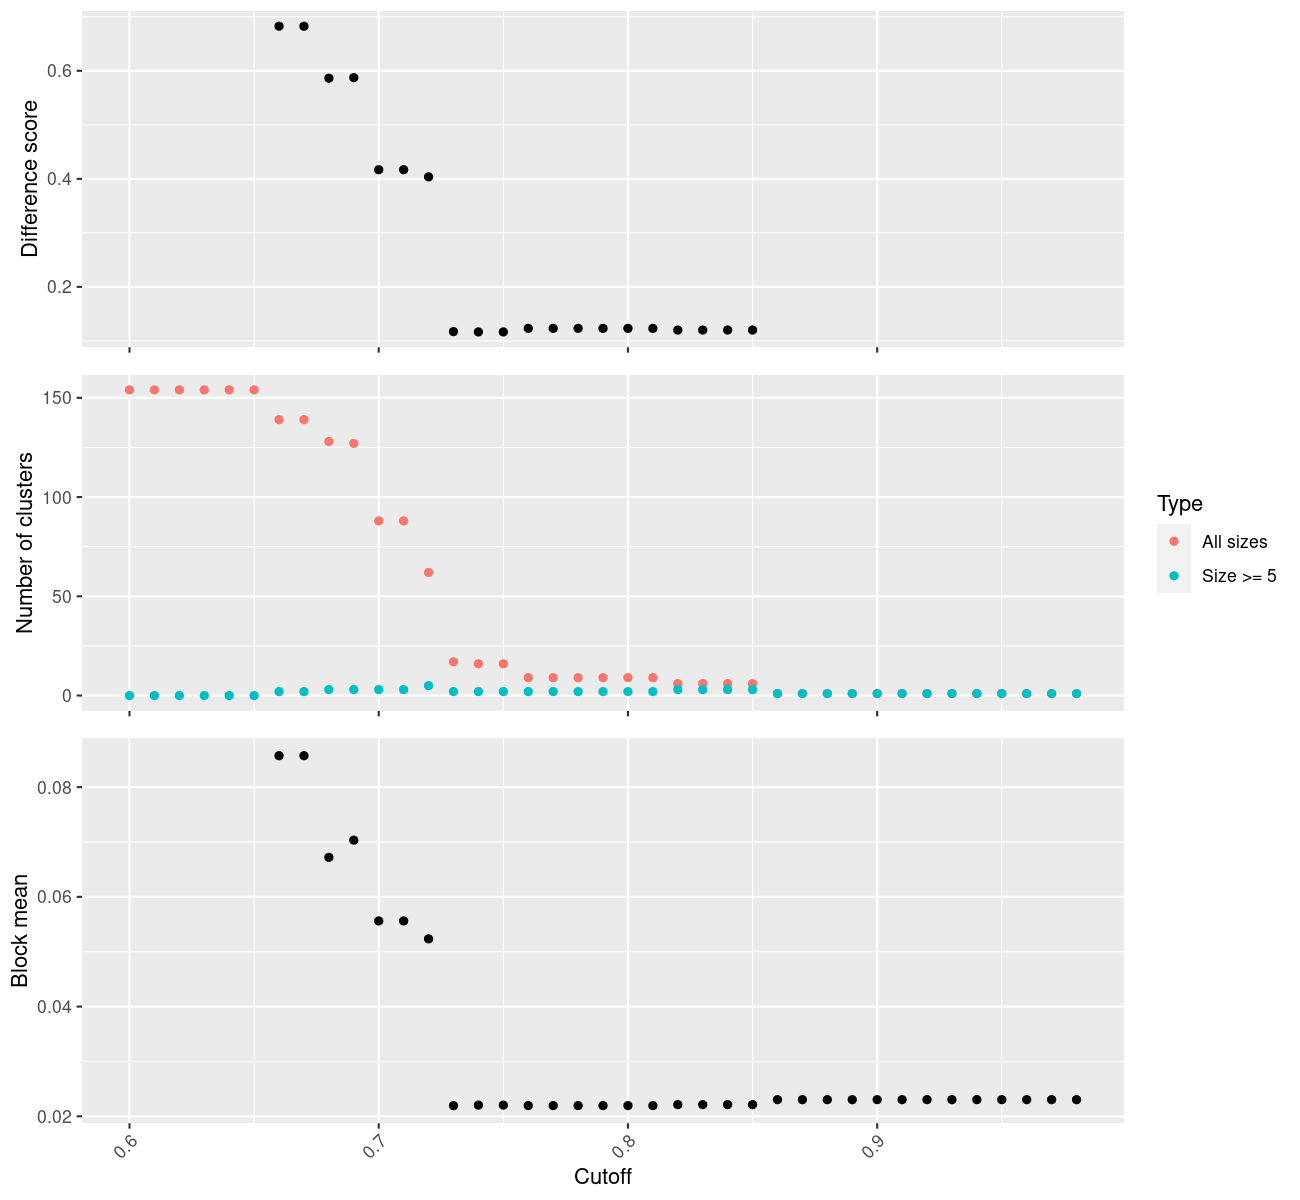 Difference score
0.6
0.4
0.2
Number of clusters
150
100
50
0
Type
All sizes
Size >= 5
Block mean
0.08
0.06
0.04
0.02
0.6
0.7
0.8
0.9
Cutoff